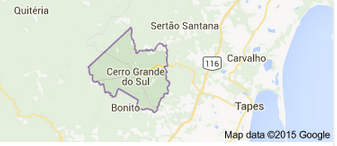 Quitéria
Sertão Santana
116
Carvalho
Cerro Grande
do Sul
Bonito
Tapes
Map data ©2015 Google